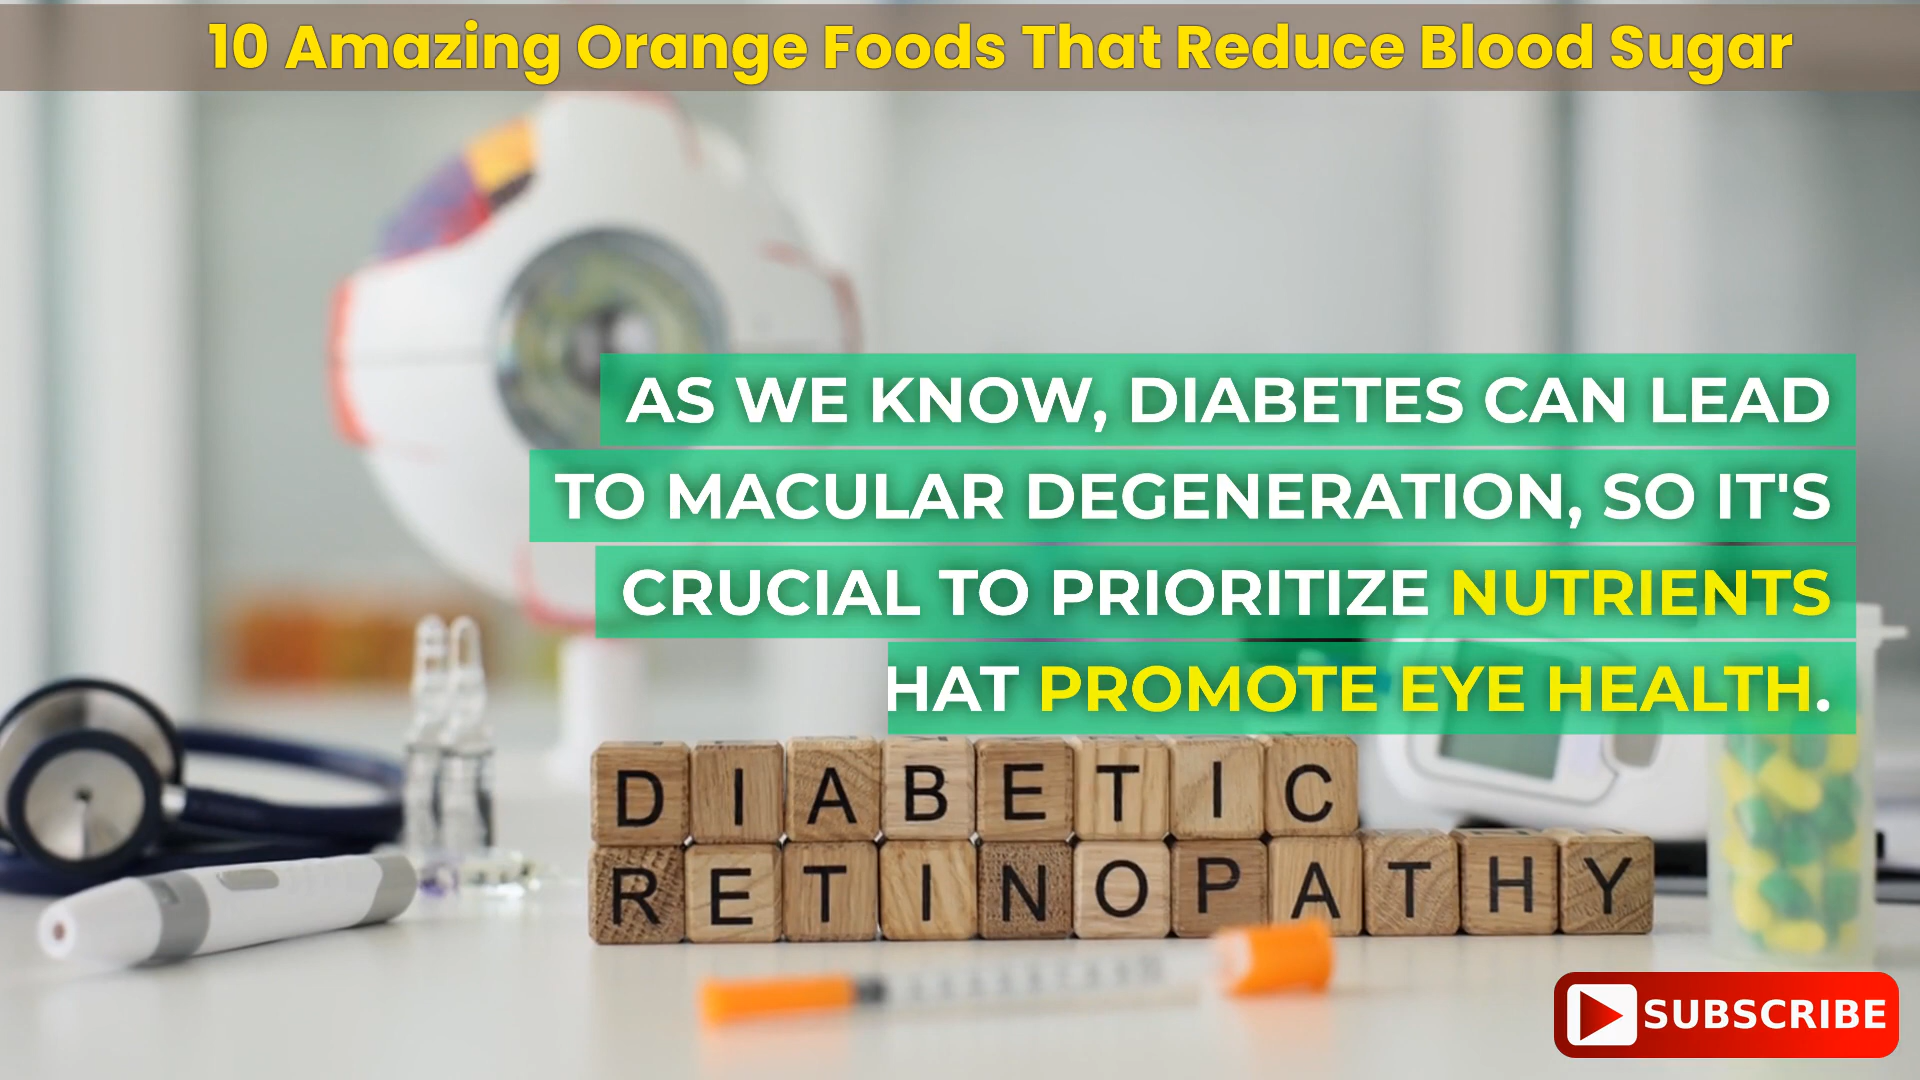 10 Amazing Orange Foods That Reduce Blood Sugar
AS WE KNOW, DIABETES CAN LEAD
TO MACULAR DEGENERATION, SO IT'S
CRUCIAL TO PRIORITIZE NUTRIENTS
HAT PROMOTE EYE HEALTH.
DIABETIC
RETINOPATHY
SUBSCRIBE